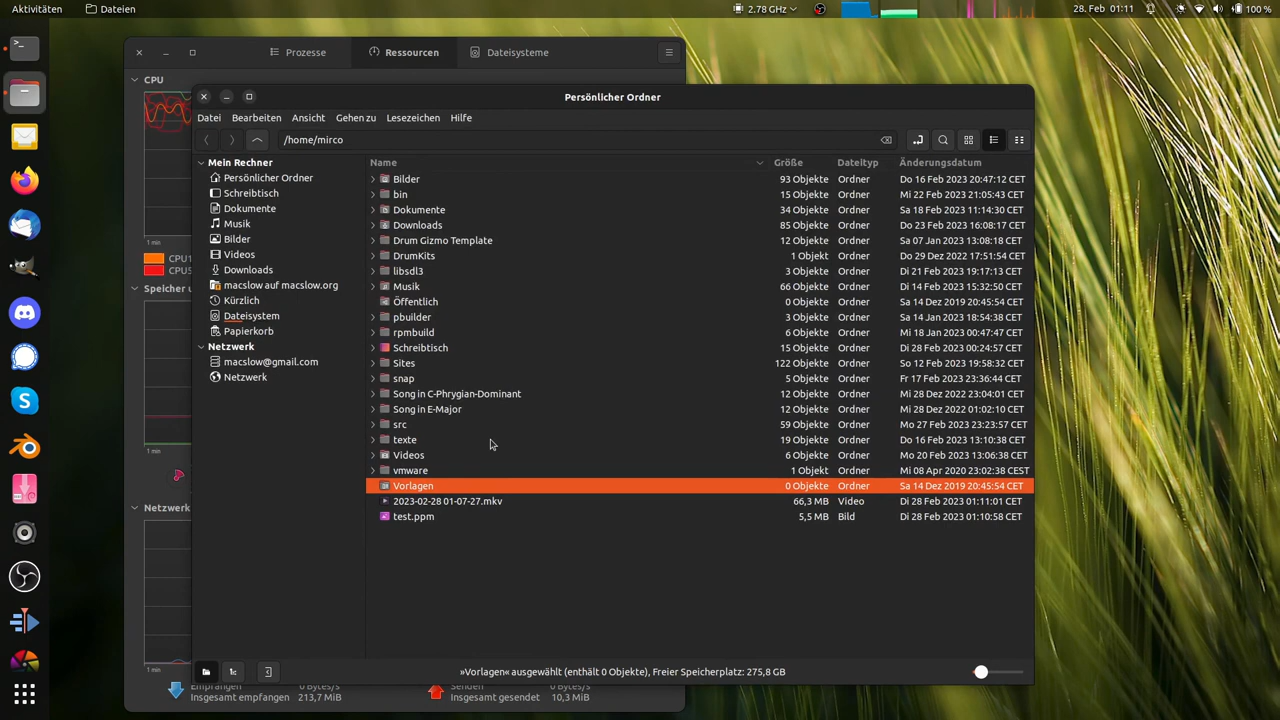 Aktivitäten Dateien 2.78 GHz 28. Feb 01:11 100 %
Prozesse Ressourcen Dateisysteme
CPU
Persönlicher Ordner
Datei Bearbeiten Ansicht Gehen zu Lesezeichen Hilfe
/home/mirco
Mein Rechner
Persönlicher Ordner
Schreibtisch
Dokumente
Musik
Bilder
Videos
Downloads
macslow auf macslow.org
Kürzlich
Dateisystem
Papierkorb
Netzwerk
macslow@gmail.com
Netzwerk
Name Größe Dateityp Änderungsdatum
Bilder 93 Objekte Ordner Do 16 Feb 2023 20:47:12 CET
bin 15 Objekte Ordner Mi 22 Feb 2023 21:05:43 CET
Dokumente 34 Objekte Ordner Sa 18 Feb 2023 11:14:30 CET
Downloads 85 Objekte Ordner Do 23 Feb 2023 16:08:17 CET
Drum Gizmo Template 12 Objekte Ordner Sa 07 Jan 2023 13:08:18 CET
DrumKits 1 Objekt Ordner Do 29 Dez 2022 17:51:54 CET
libsdl3 3 Objekte Ordner Di 21 Feb 2023 19:17:13 CET
Musik 66 Objekte Ordner Di 14 Feb 2023 15:32:50 CET
Öffentlich 0 Objekte Ordner Sa 14 Dez 2019 20:45:54 CET
pbuilder 3 Objekte Ordner Sa 14 Jan 2023 18:54:38 CET
rpmbuild 6 Objekte Ordner Mi 18 Jan 2023 00:47:47 CET
Schreibtisch 15 Objekte Ordner Di 28 Feb 2023 00:24:57 CET
Sites 122 Objekte Ordner So 12 Feb 2023 19:58:32 CET
snap 5 Objekte Ordner Fr 17 Feb 2023 23:36:44 CET
Song in C-Phrygian-Dominant 12 Objekte Ordner Mi 28 Dez 2022 23:04:01 CET
Song in E-Major 12 Objekte Ordner Mi 28 Dez 2022 01:02:10 CET
src 59 Objekte Ordner Mo 27 Feb 2023 23:23:57 CET
texte 19 Objekte Ordner Do 16 Feb 2023 13:10:38 CET
Videos 6 Objekte Ordner Mo 20 Feb 2023 13:06:38 CET
vmware 1 Objekt Ordner Mi 08 Apr 2020 23:02:38 CEST
Vorlagen 0 Objekte Ordner Sa 14 Dez 2019 20:45:54 CET
2023-02-28 01-07-27.mkv 66,3 MB Video Di 28 Feb 2023 01:11:01 CET
test.ppm 5,5 MB Bild Di 28 Feb 2023 01:10:58 CET
»Vorlagen« ausgewählt (enthält 0 Objekte), Freier Speicherplatz: 275,8 GB
1 min
CPU1
CPU5
Speicher u
1 min
Netzwerk
1 min
Empfangen 0 Bytes/s Senden 0 Bytes/s
Insgesamt empfangen 213,7 MiB Insgesamt gesendet 10,3 MiB